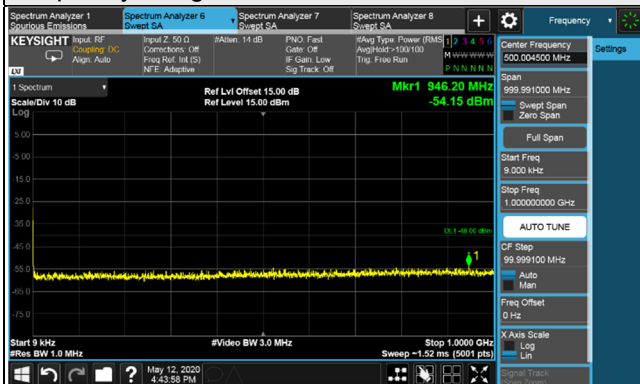 Spectrum Analyzer 1
Spurious Emissions
Spectrum Analyzer 6
Swept SA
Spectrum Analyzer 7
Swept SA
Spectrum Analyzer 8
Swept SA
+
Frequency
KEYSIGHT
Input: RF
Coupling: DC
Align: Auto
Input Z: 50 Ω
Corrections: Off
Freq Ref: Int (S)
NFE: Adaptive
#Atten: 14 dB
PNO: Fast
Gate: Off
IF Gain: Low
Sig Track: Off
#Avg Type: Power (RMS
Avg|Hold>100/100
Trig: Free Run
1 2 3 4 5 6
M W W W W W
P N N N N N
LXI
1 Spectrum
Scale/Div 10 dB
Log
Ref Lvl Offset 15.00 dB
Ref Level 15.00 dBm
Mkr1 946.20 MHz
-54.15 dBm
5.00
-5.00
-15.0
-25.0
-35.0
-45.0
-55.0
-65.0
-75.0
DL1 -48.00 dBm
1
Start 9 kHz
#Res BW 1.0 MHz
#Video BW 3.0 MHz
Stop 1.0000 GHz
Sweep ~1.52 ms (5001 pts)
Center Frequency
500.004500 MHz
Settings
Span
999.991000 MHz
Swept Span
Zero Span
Full Span
Start Freq
9.000 kHz
Stop Freq
1.000000000 GHz
AUTO TUNE
CF Step
99.999100 MHz
Auto
Man
Freq Offset
0 Hz
X Axis Scale
Log
Lin
Signal Track
(Span Zoom)
?
May 12, 2020
4:43:58 PM